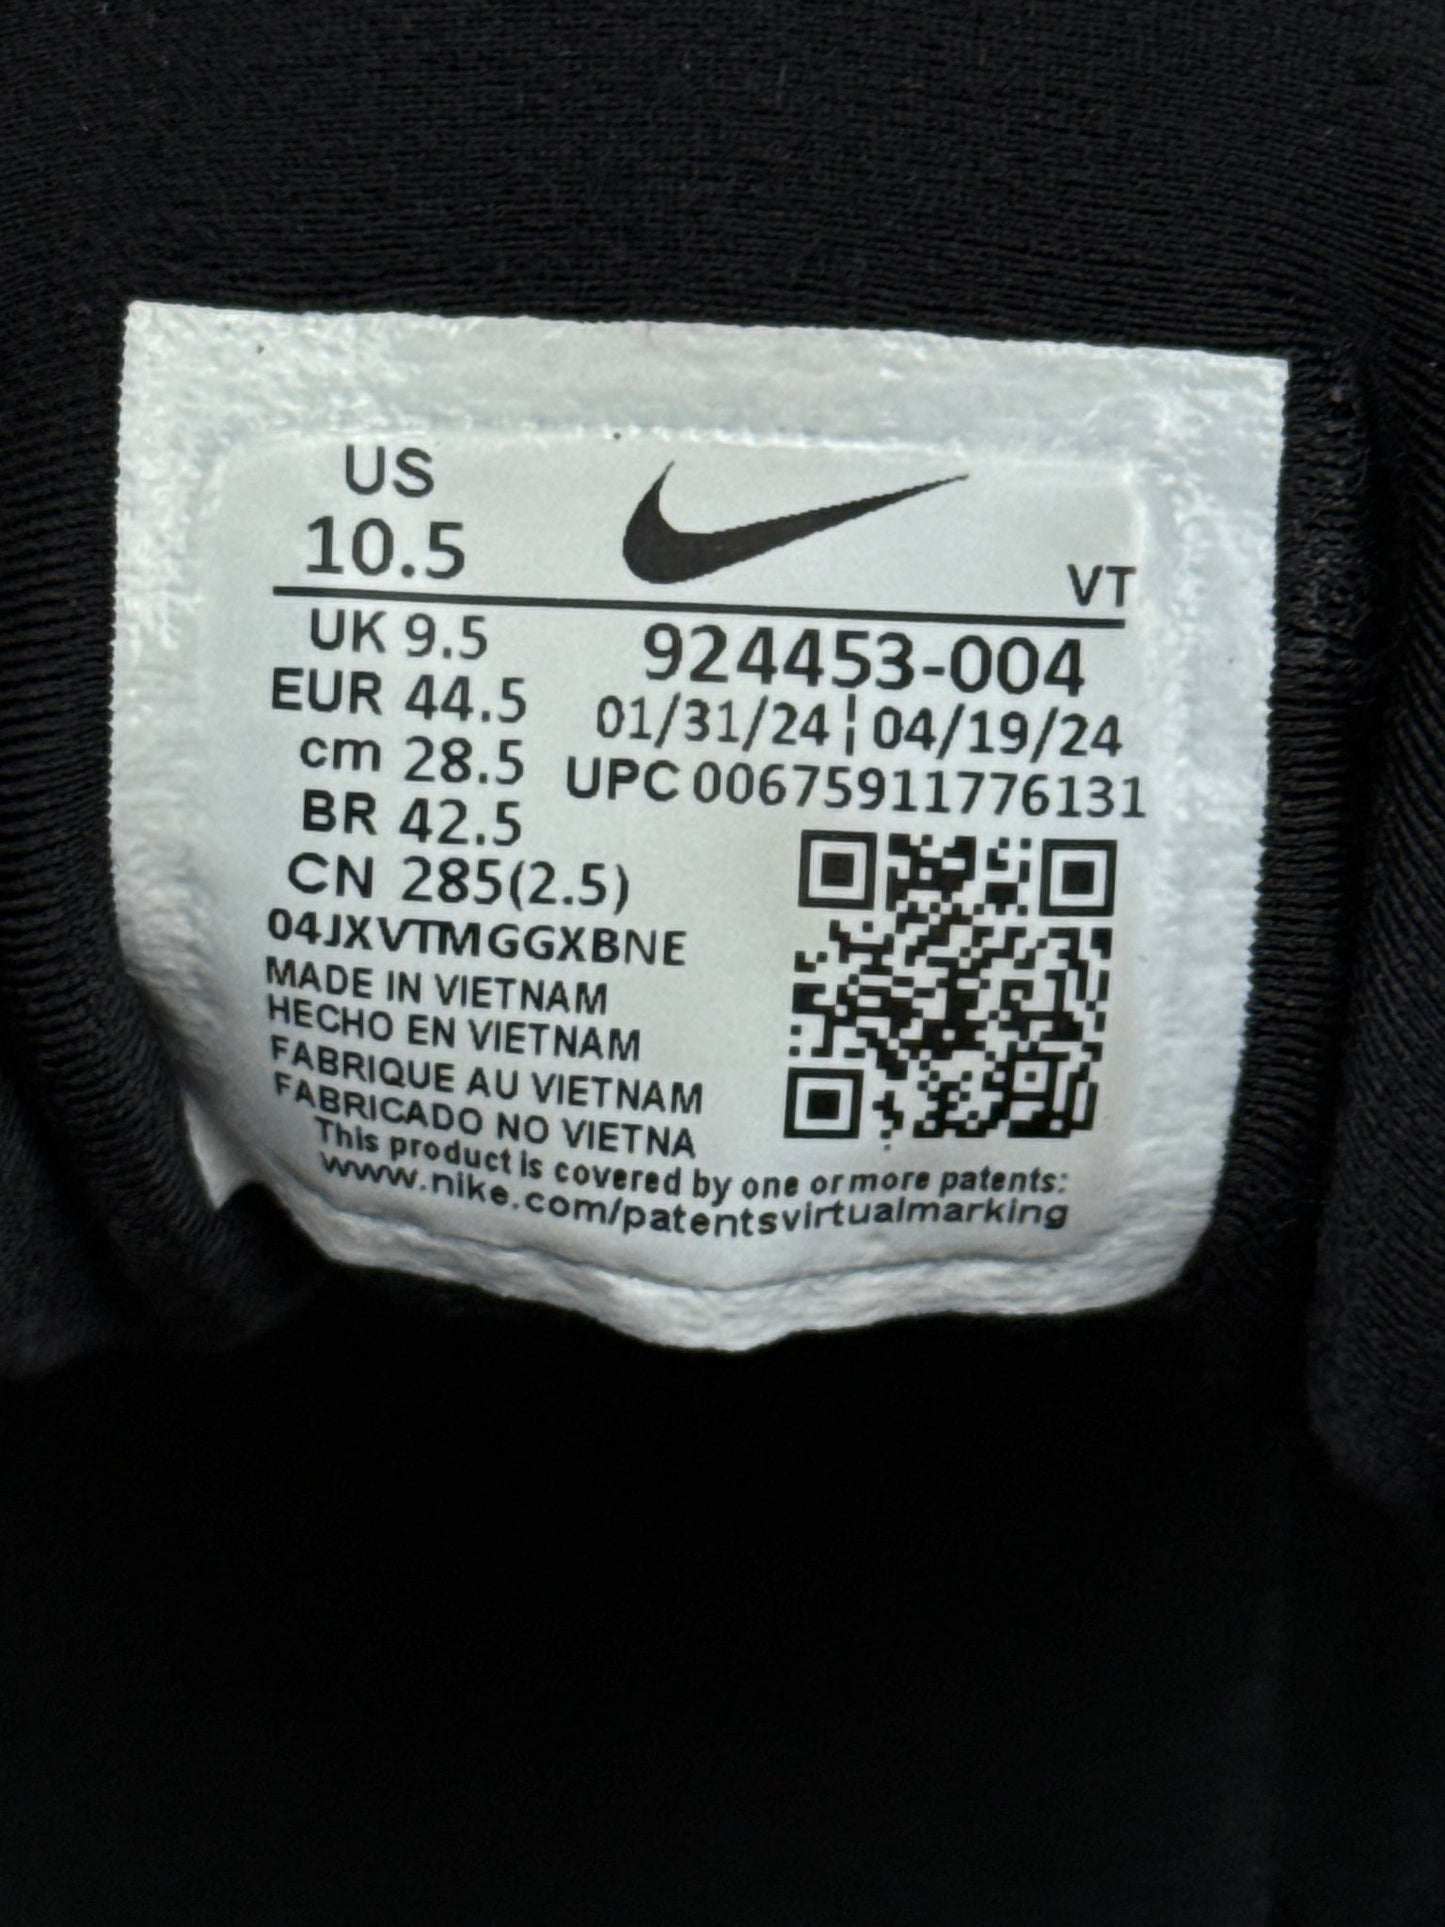 US
10.5
VT
UK 9.5
EUR 44.5
cm 28.5
BR 42.5
CN 285(2.5)
924453-004
01/31/24 ¦ 04/19/24
UPC 00675911776131
04JXVTMGGXBNE
MADE IN VIETNAM
HECHO EN VIETNAM
FABRIQUE AU VIETNAM
FABRICADO NO VIETNA
This product is covered by one or more patents:
www.nike.com/patentsvirtualmarking